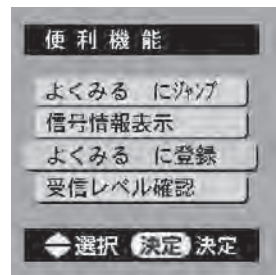 便利機能
よくみる にジャンプ
信号情報表示
よくみる に登録
受信レベル確認
選択 決定 決定